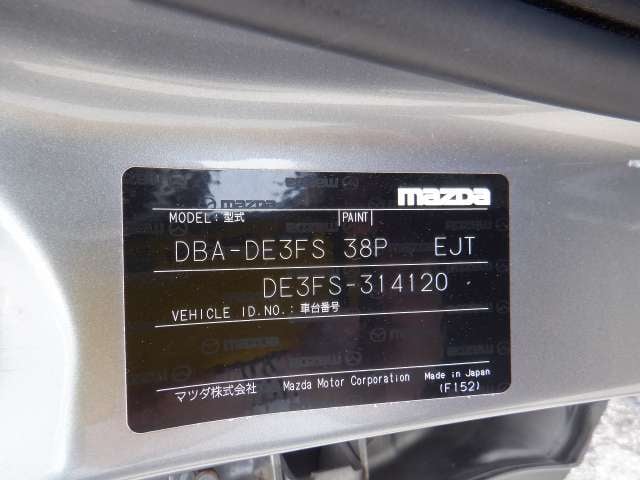 mazda
MODEL:型式 PAINT
DBA-DE3FS 38P EJT
DE3FS-314120
VEHICLE ID.NO.:車台番号
マツダ株式会社 Mazda Motor Corporation Made in Japan
(F152)